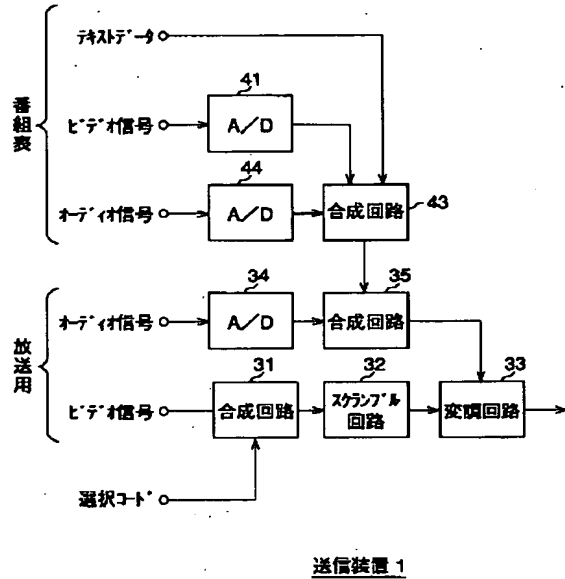 番組表
テキストデータ
41
ビデオ信号
A/D
44
オーディオ信号
A/D
合成回路
43
放送用
34
35
オーディオ信号
A/D
合成回路
31
32
33
ビデオ信号
合成回路
スクランブル
回路
変調回路
選択コード
送信装置 1